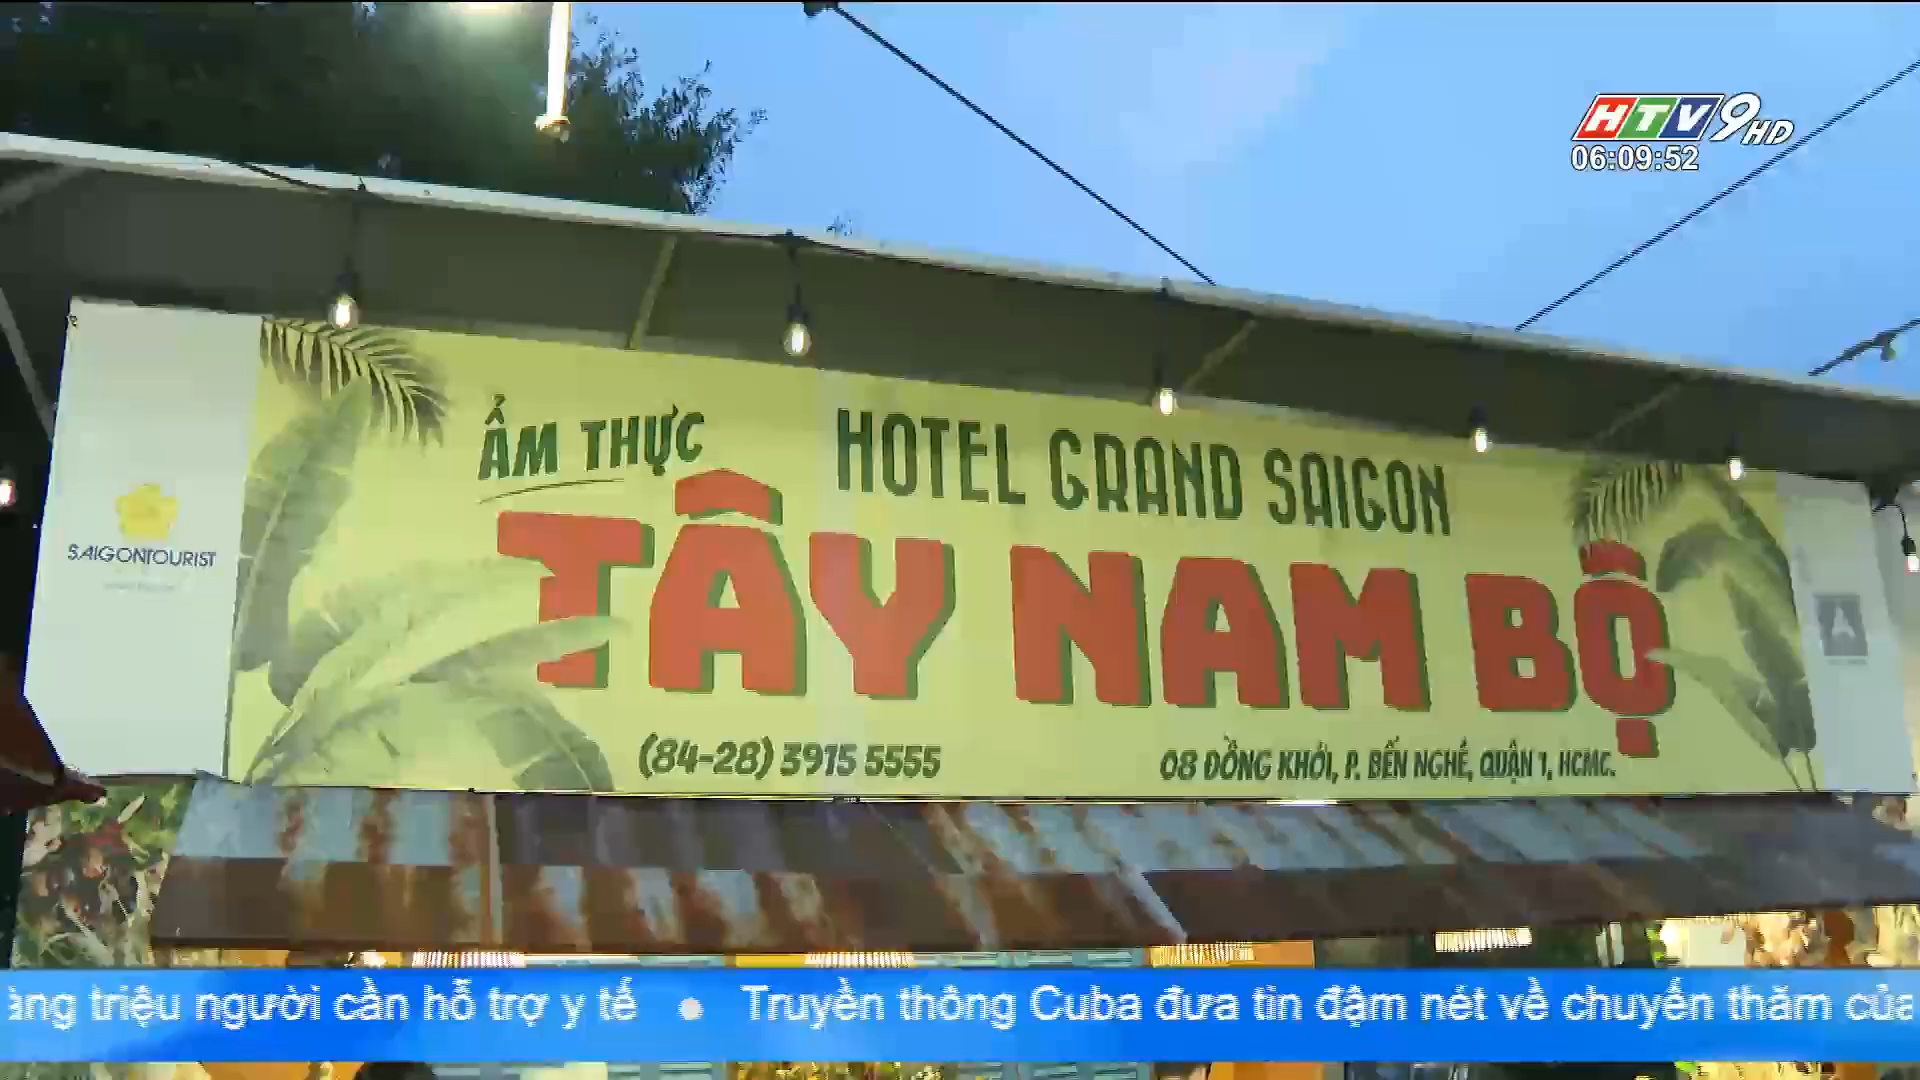 HTV9 HD
06:09:52
ẨM THỰC
HOTEL GRAND SAIGON
TÂY NAM BỘ
SAIGONTOURIST
(84-28) 3915 5555
08 ĐỒNG KHỞI, P. BẾN NGHÉ, QUẬN 1, HCMC.
triệu người cần hỗ trợ y tế • Truyền thông Cuba đưa tin đậm nét về chuyến thăm của